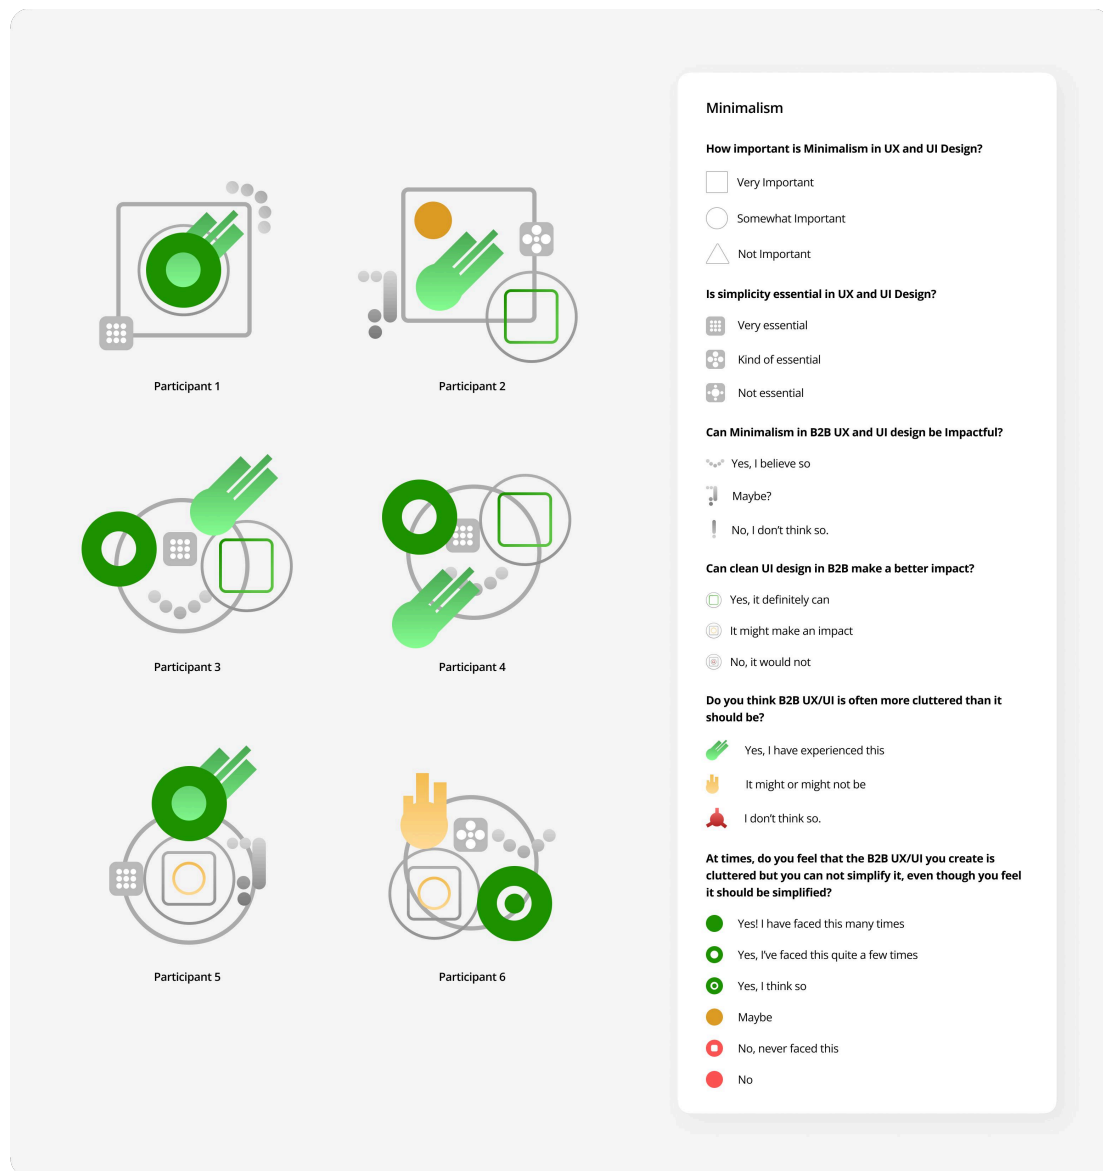 Minimalism
How important is Minimalism in UX and UI Design?
Very Important
Somewhat Important
Not Important
Is simplicity essential in UX and UI Design?
Very essential
Kind of essential
Not essential
Can Minimalism in B2B UX and UI design be Impactful?
Yes, I believe so
Maybe?
No, I don't think so.
Can clean UI design in B2B make a better impact?
Yes, it definitely can
It might make an impact
No, it would not
Do you think B2B UX/UI is often more cluttered than it
should be?
Yes, I have experienced this
It might or might not be
I don't think so.
At times, do you feel that the B2B UX/UI you create is
cluttered but you can not simplify it, even though you feel
it should be simplified?
Yes! I have faced this many times
Yes, I've faced this quite a few times
Yes, I think so
Maybe
No, never faced this
No
Participant 1
Participant 2
Participant 3
Participant 4
Participant 5
Participant 6